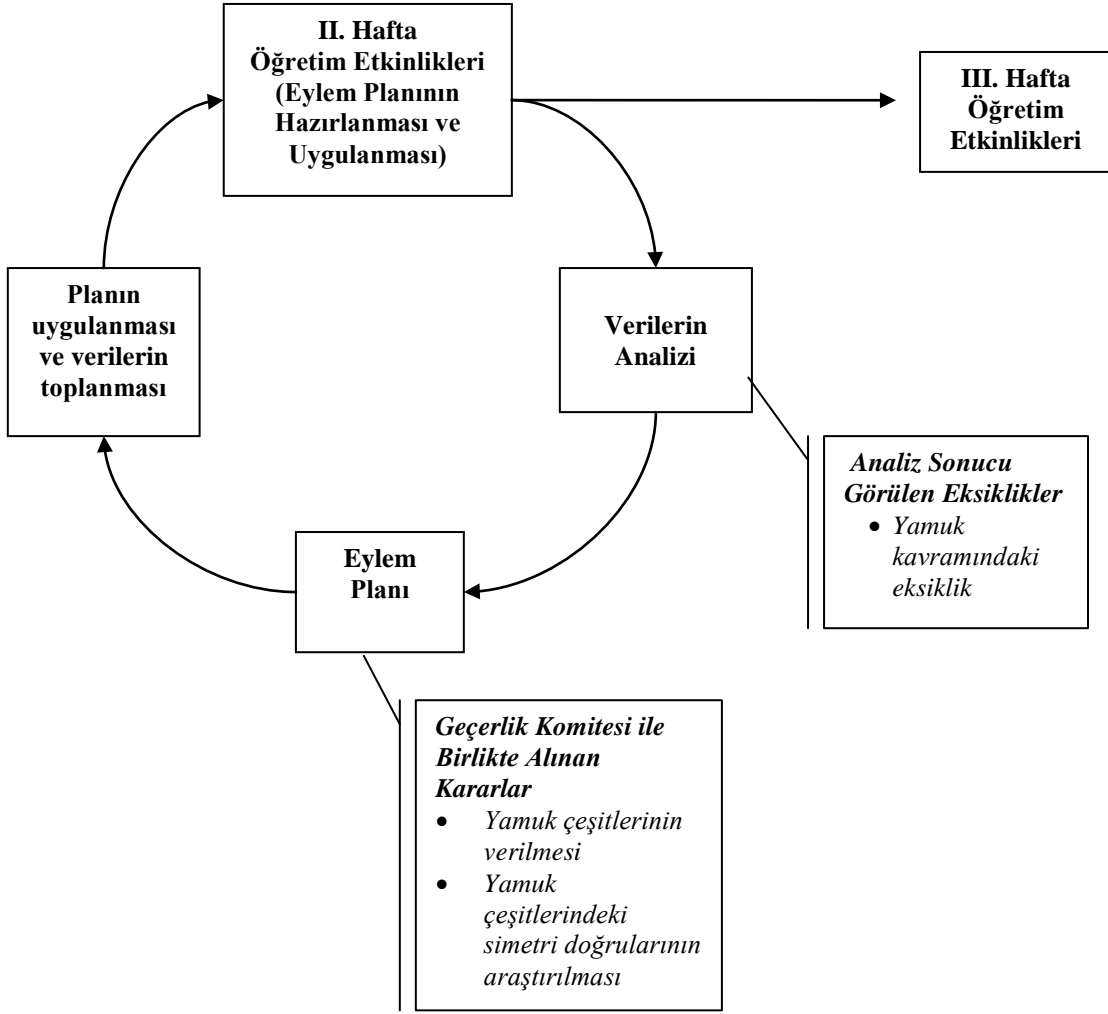 II. Hafta
Öğretim Etkinlikleri
(Eylem Planının
Hazırlanması ve
Uygulanması)
III. Hafta
Öğretim
Etkinlikleri
Planın
uygulanması
ve verilerin
toplanması
Verilerin
Analizi
Analiz Sonucu
Görülen Eksiklikler
• Yamuk
kavramındaki
eksiklik
Eylem
Planı
Geçerlik Komitesi ile
Birlikte Alınan
Kararlar
• Yamuk çeşitlerinin
verilmesi
• Yamuk
çeşitlerindeki
simetri doğrularının
araştırılması